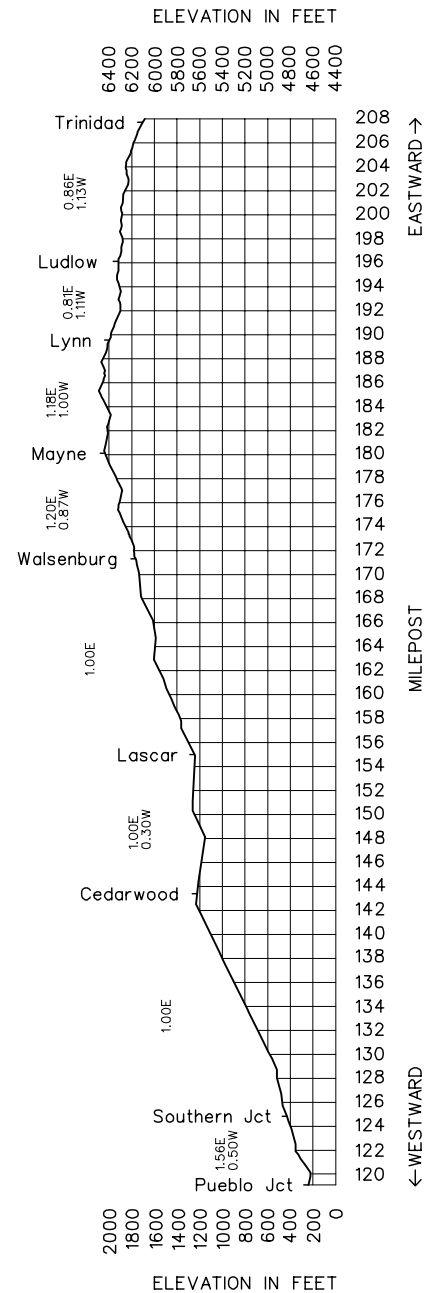 ELEVATION IN FEET
6400 6200 6000 5800 5600 5400 5200 5000 4800 4600 4400
Trinidad
0.86E
1.13W
Ludlow
0.81E
1.11W
Lynn
1.18E
1.00W
Mayne
1.20E
0.87W
Walsenburg
1.00E
Lascar
1.00E
0.30W
Cedarwood
1.00E
Southern Jct
1.56E
0.50W
Pueblo Jct
208
206
204
202
200
198
196
194
192
190
188
186
184
182
180
178
176
174
172
170
168
166
164
162
160
158
156
154
152
150
148
146
144
142
140
138
136
134
132
130
128
126
124
122
120
EASTWARD →
MILEPOST
← WESTWARD
2000 1800 1600 1400 1200 1000 800 600 400 200 0
ELEVATION IN FEET